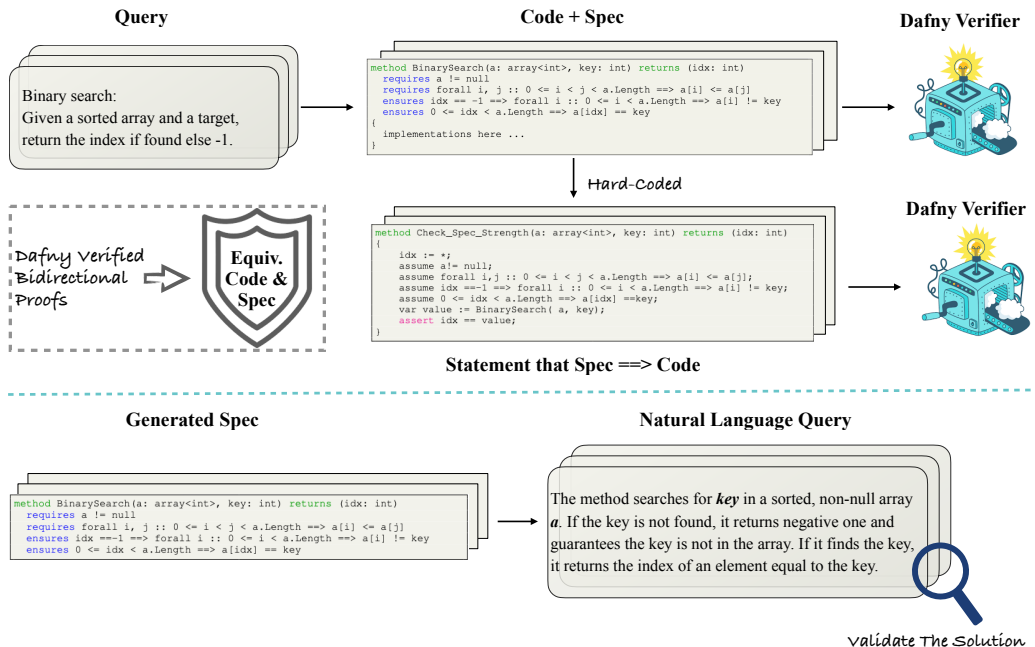 Query
Code + Spec
Dafny Verifier
Binary search:
Given a sorted array and a target,
return the index if found else -1.
method BinarySearch(a: array<int>, key: int) returns (idx: int)
requires a != null
requires forall i, j :: 0 <= i < j < a.Length ==> a[i] <= a[j]
ensures idx == -1 ==> forall i :: 0 <= i < a.Length ==> a[i] != key
ensures 0 <= idx < a.Length ==> a[idx] == key
{
implementations here ...
}
Hard-Coded
Dafny Verified
Bidirectional
Proofs
Equiv.
Code &
Spec
method Check_Spec_Strength(a: array<int>, key: int) returns (idx: int)
{
idx := *;
assume a!= null;
assume forall i,j :: 0 <= i < j < a.Length ==> a[i] <= a[j];
assume idx ==-1 ==> forall i :: 0 <= i < a.Length ==> a[i] != key;
assume 0 <= idx < a.Length ==> a[idx] ==key;
var value := BinarySearch( a, key);
assert idx == value;
}
Dafny Verifier
Statement that Spec ==> Code
Generated Spec
Natural Language Query
method BinarySearch(a: array<int>, key: int) returns (idx: int)
requires a != null
requires forall i, j :: 0 <= i < j < a.Length ==> a[i] <= a[j]
ensures idx ==-1 ==> forall i :: 0 <= i < a.Length ==> a[i] != key
ensures 0 <= idx < a.Length ==> a[idx] == key
The method searches for key in a sorted, non-null array
a. If the key is not found, it returns negative one and
guarantees the key is not in the array. If it finds the key,
it returns the index of an element equal to the key.
Validate The Solution